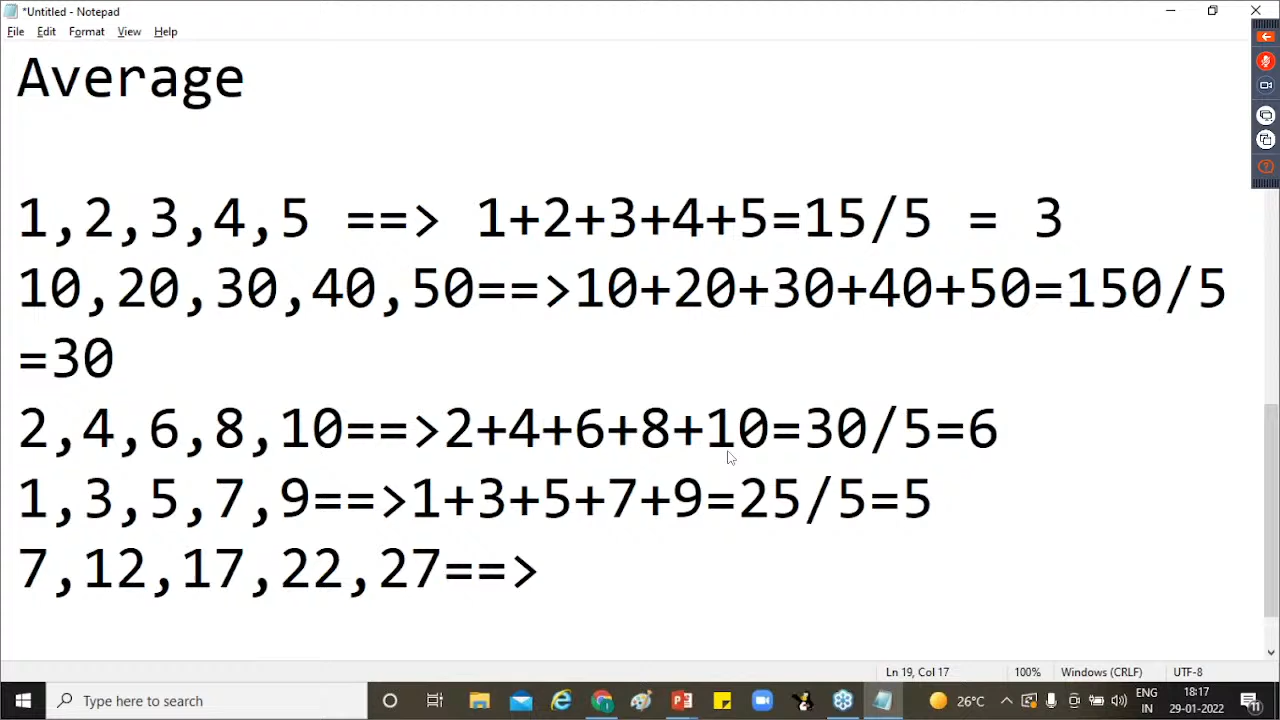 *Untitled - Notepad
File Edit Format View Help
Average
1,2,3,4,5 ==> 1+2+3+4+5=15/5 = 3
10,20,30,40,50==>10+20+30+40+50=150/5
=30
2,4,6,8,10==>2+4+6+8+10=30/5=6
1,3,5,7,9==>1+3+5+7+9=25/5=5
7,12,17,22,27==>
Ln 19, Col 17 100% Windows (CRLF) UTF-8
Type here to search 26°C ENG 18:17
IN 29-01-2022 11